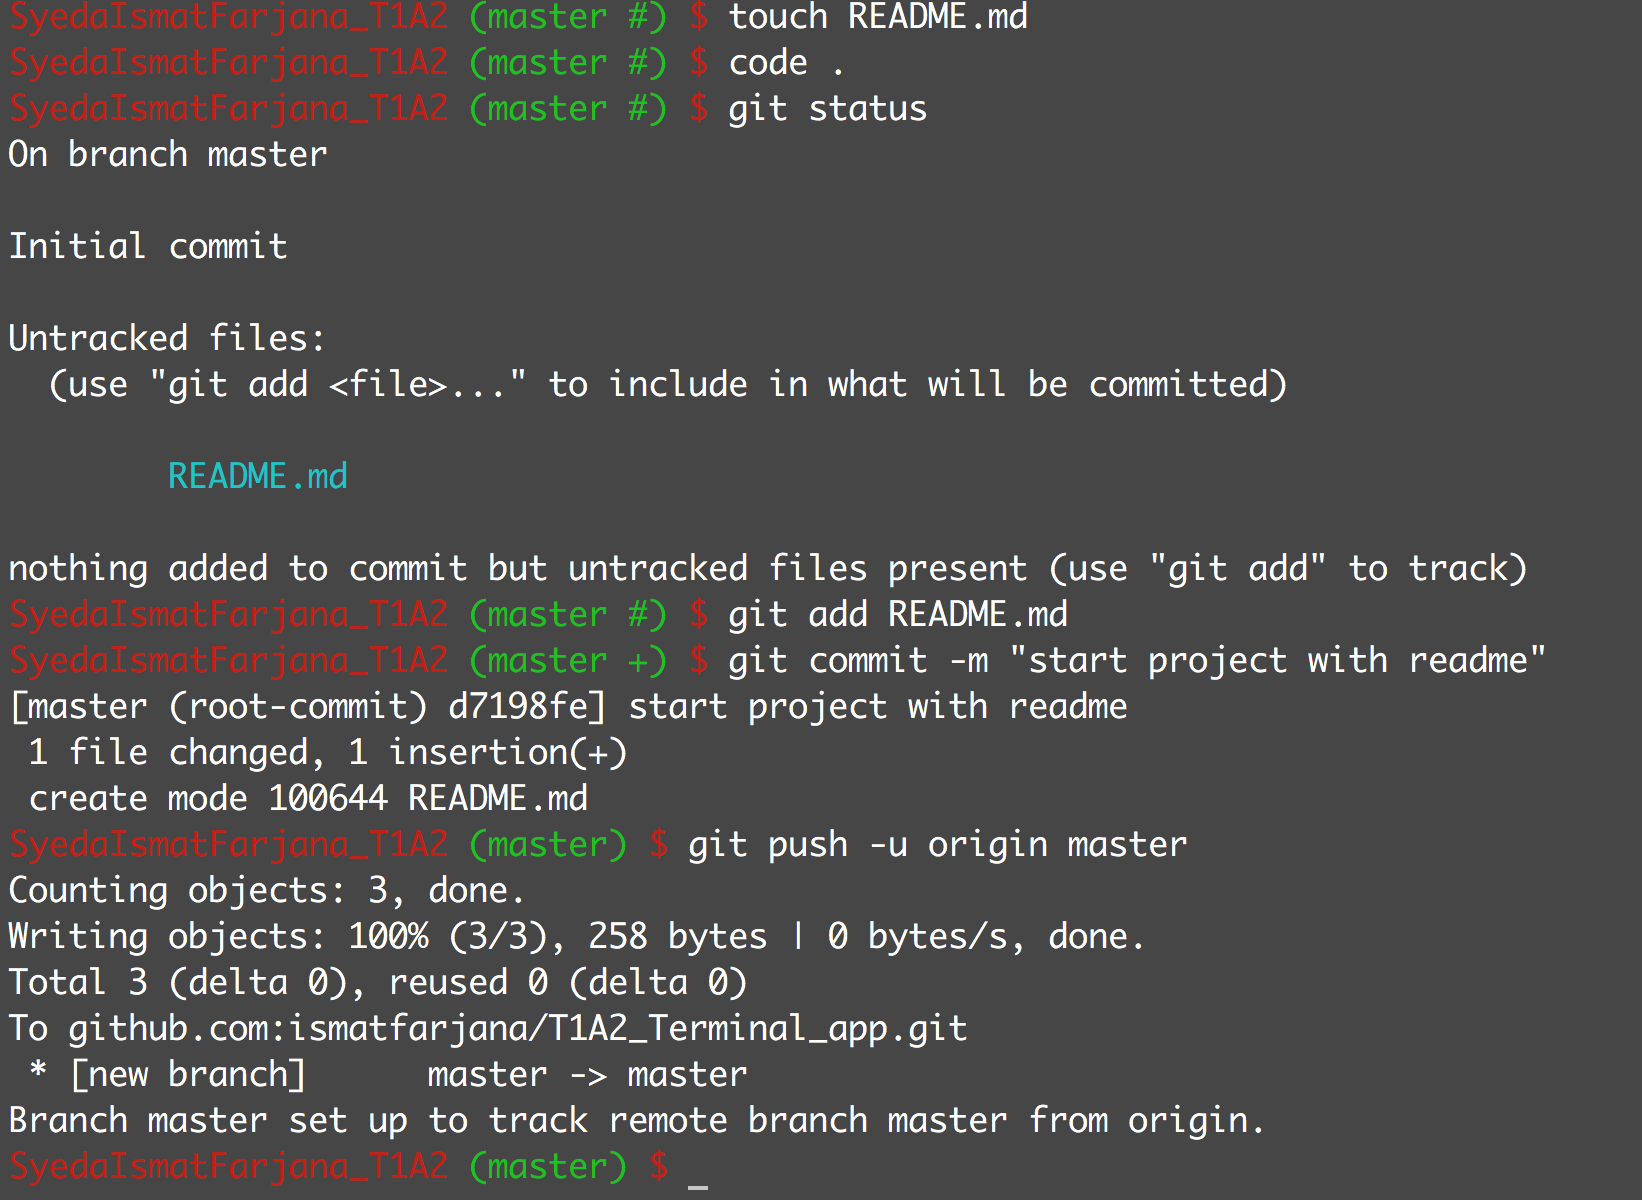 SyedaIsmatFarjana_T1A2 (master #) $ touch README.md
SyedaIsmatFarjana_T1A2 (master #) $ code .
SyedaIsmatFarjana_T1A2 (master #) $ git status
On branch master
Initial commit
Untracked files:
  (use "git add <file>..." to include in what will be committed)
        README.md
nothing added to commit but untracked files present (use "git add" to track)
SyedaIsmatFarjana_T1A2 (master #) $ git add README.md
SyedaIsmatFarjana_T1A2 (master +) $ git commit -m "start project with readme"
[master (root-commit) d7198fe] start project with readme
 1 file changed, 1 insertion(+)
 create mode 100644 README.md
SyedaIsmatFarjana_T1A2 (master) $ git push -u origin master
Counting objects: 3, done.
Writing objects: 100% (3/3), 258 bytes | 0 bytes/s, done.
Total 3 (delta 0), reused 0 (delta 0)
To github.com:ismatfarjana/T1A2_Terminal_app.git
 * [new branch]      master -> master
Branch master set up to track remote branch master from origin.
SyedaIsmatFarjana_T1A2 (master) $ _